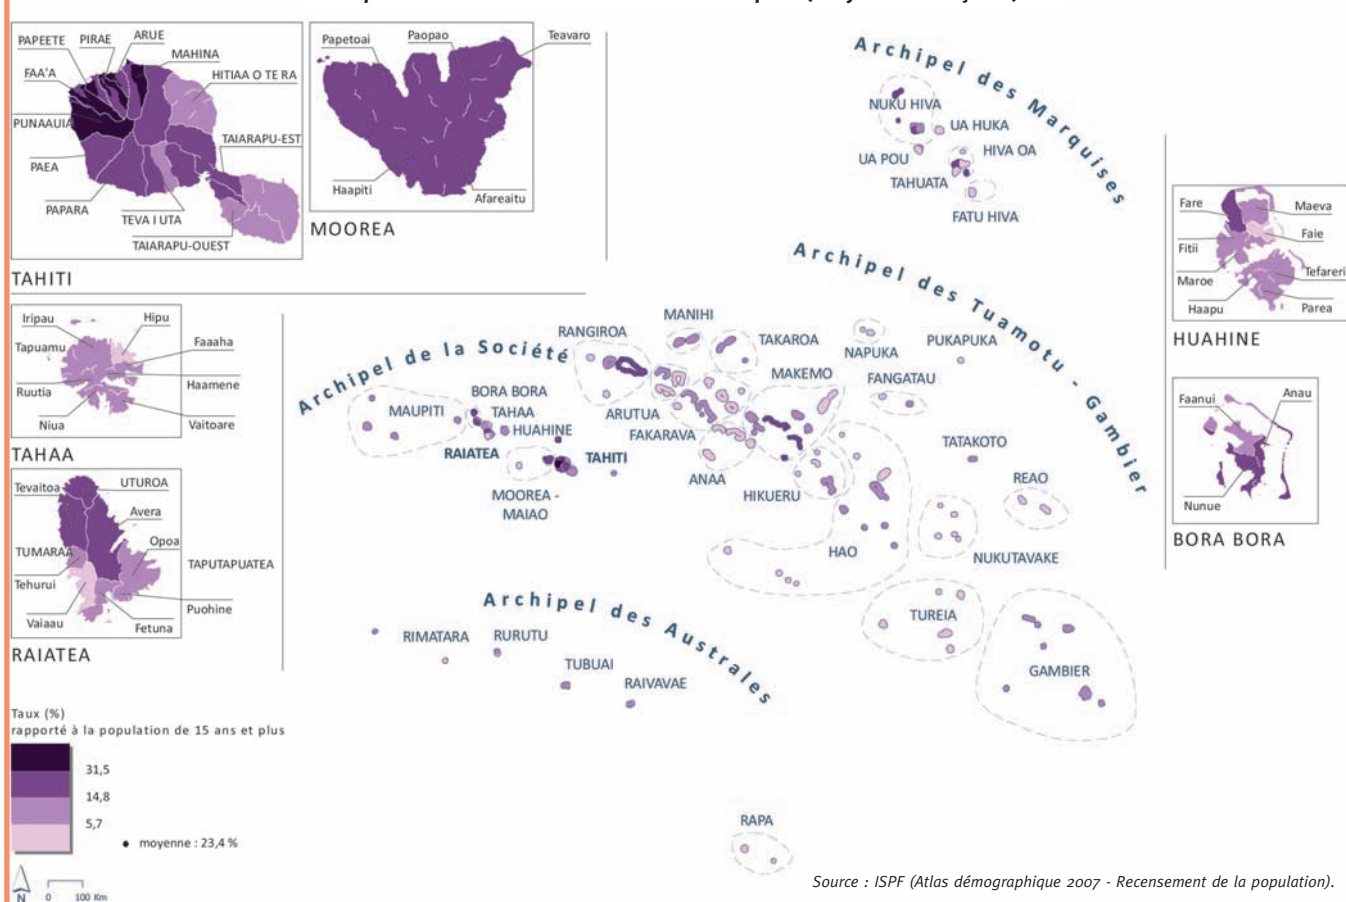 PAPEETE
PIRAE
ARUE
MAHINA
FAA'A
HITIAA O TE RA
PUNAAUIA
TAIARAPU-EST
PAEA
PAPARA
TEVA I UTA
TAIARAPU-OUEST
TAHITI
Papetoai
Paopao
Teavaro
Haapiti
Afareaitu
MOOREA
Iripau
Hipu
Tapuamu
Faaaha
Haamene
Ruutia
Niua
Vaitoare
TAHAA
Tevaitoa
UTUROA
Avera
Opoa
TUMARAA
TAPUTAPUATEA
Tehurui
Puohine
Vaiaau
Fetuna
RAIATEA
Archipel des Marquises
NUKU HIVA
UA HUKA
UA POU
HIVA OA
TAHUATA
FATU HIVA
Archipel des Tuamotu - Gambier
MANIHI
RANGIROA
TAKAROA
NAPUKA
PUKAPUKA
MAKEMO
FANGATAU
ARUTUA
FAKARAVA
TATAKOTO
ANAA
HIKUERU
REAO
HAO
NUKUTAVAKE
TUREIA
GAMBIER
Archipel de la Société
MAUPITI
BORA BORA
TAHAA
HUAHINE
RAIATEA
TAHITI
MOOREA -
MAIAO
Archipel des Australes
RIMATARA
RURUTU
TUBUAI
RAIVAVAE
RAPA
Fare
Maeva
Fitii
Faie
Maroe
Tefareri
Haapu
Parea
HUAHINE
Faanui
Anau
Nunue
BORA BORA
Taux (%)
rapporté à la population de 15 ans et plus
31,5
14,8
5,7
moyenne : 23,4 %
N
0 100 Km
Source : ISPF (Atlas démographique 2007 - Recensement de la population).